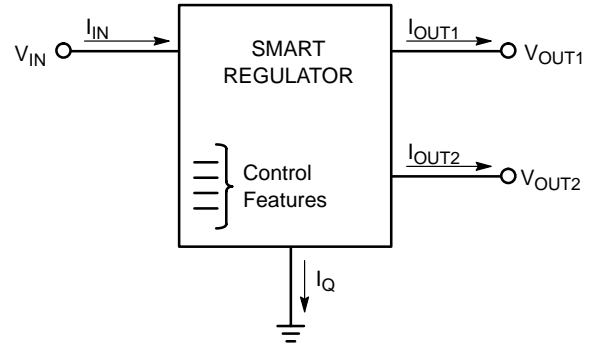 I_IN
V_IN
SMART
REGULATOR
I_OUT1
V_OUT1
I_OUT2
V_OUT2
Control
Features
I_Q